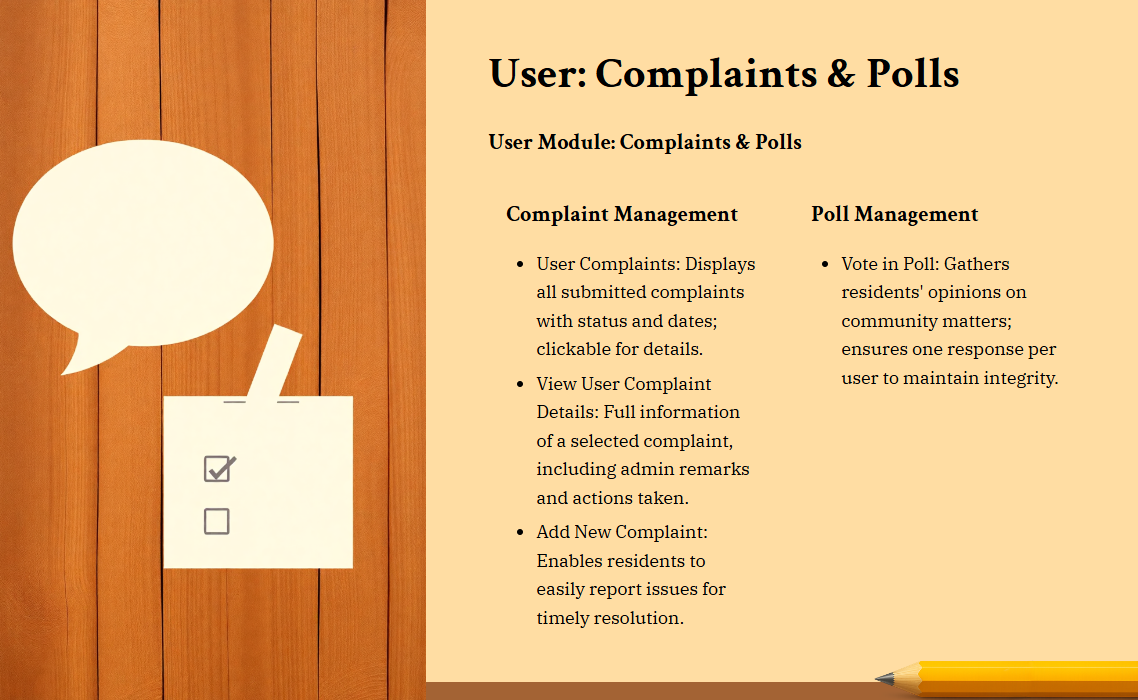 User: Complaints & Polls
User Module: Complaints & Polls
Complaint Management
• User Complaints: Displays
all submitted complaints
with status and dates;
clickable for details.
• View User Complaint
Details: Full information
of a selected complaint,
including admin remarks
and actions taken.
• Add New Complaint:
Enables residents to
easily report issues for
timely resolution.
Poll Management
• Vote in Poll: Gathers
residents' opinions on
community matters;
ensures one response per
user to maintain integrity.